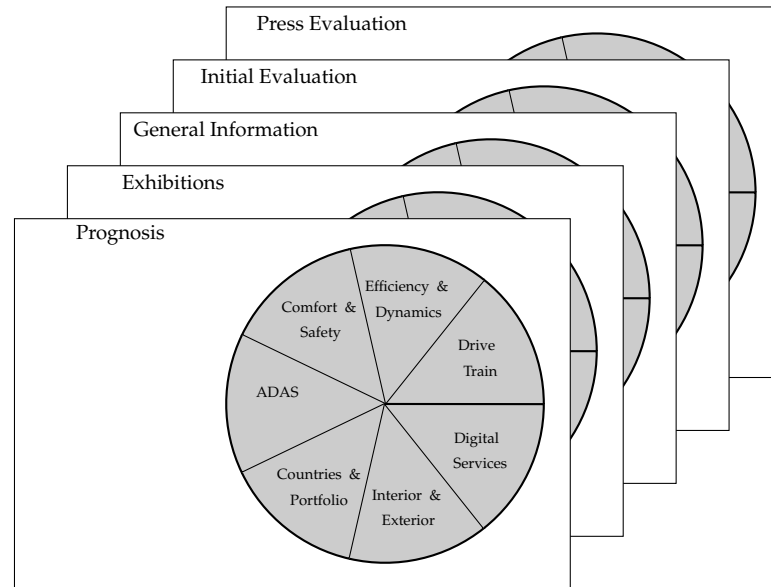 Press Evaluation
Initial Evaluation
General Information
Exhibitions
Prognosis
Efficiency &
Dynamics
Comfort &
Safety
Drive
Train
ADAS
Digital
Services
Countries &
Portfolio
Interior &
Exterior